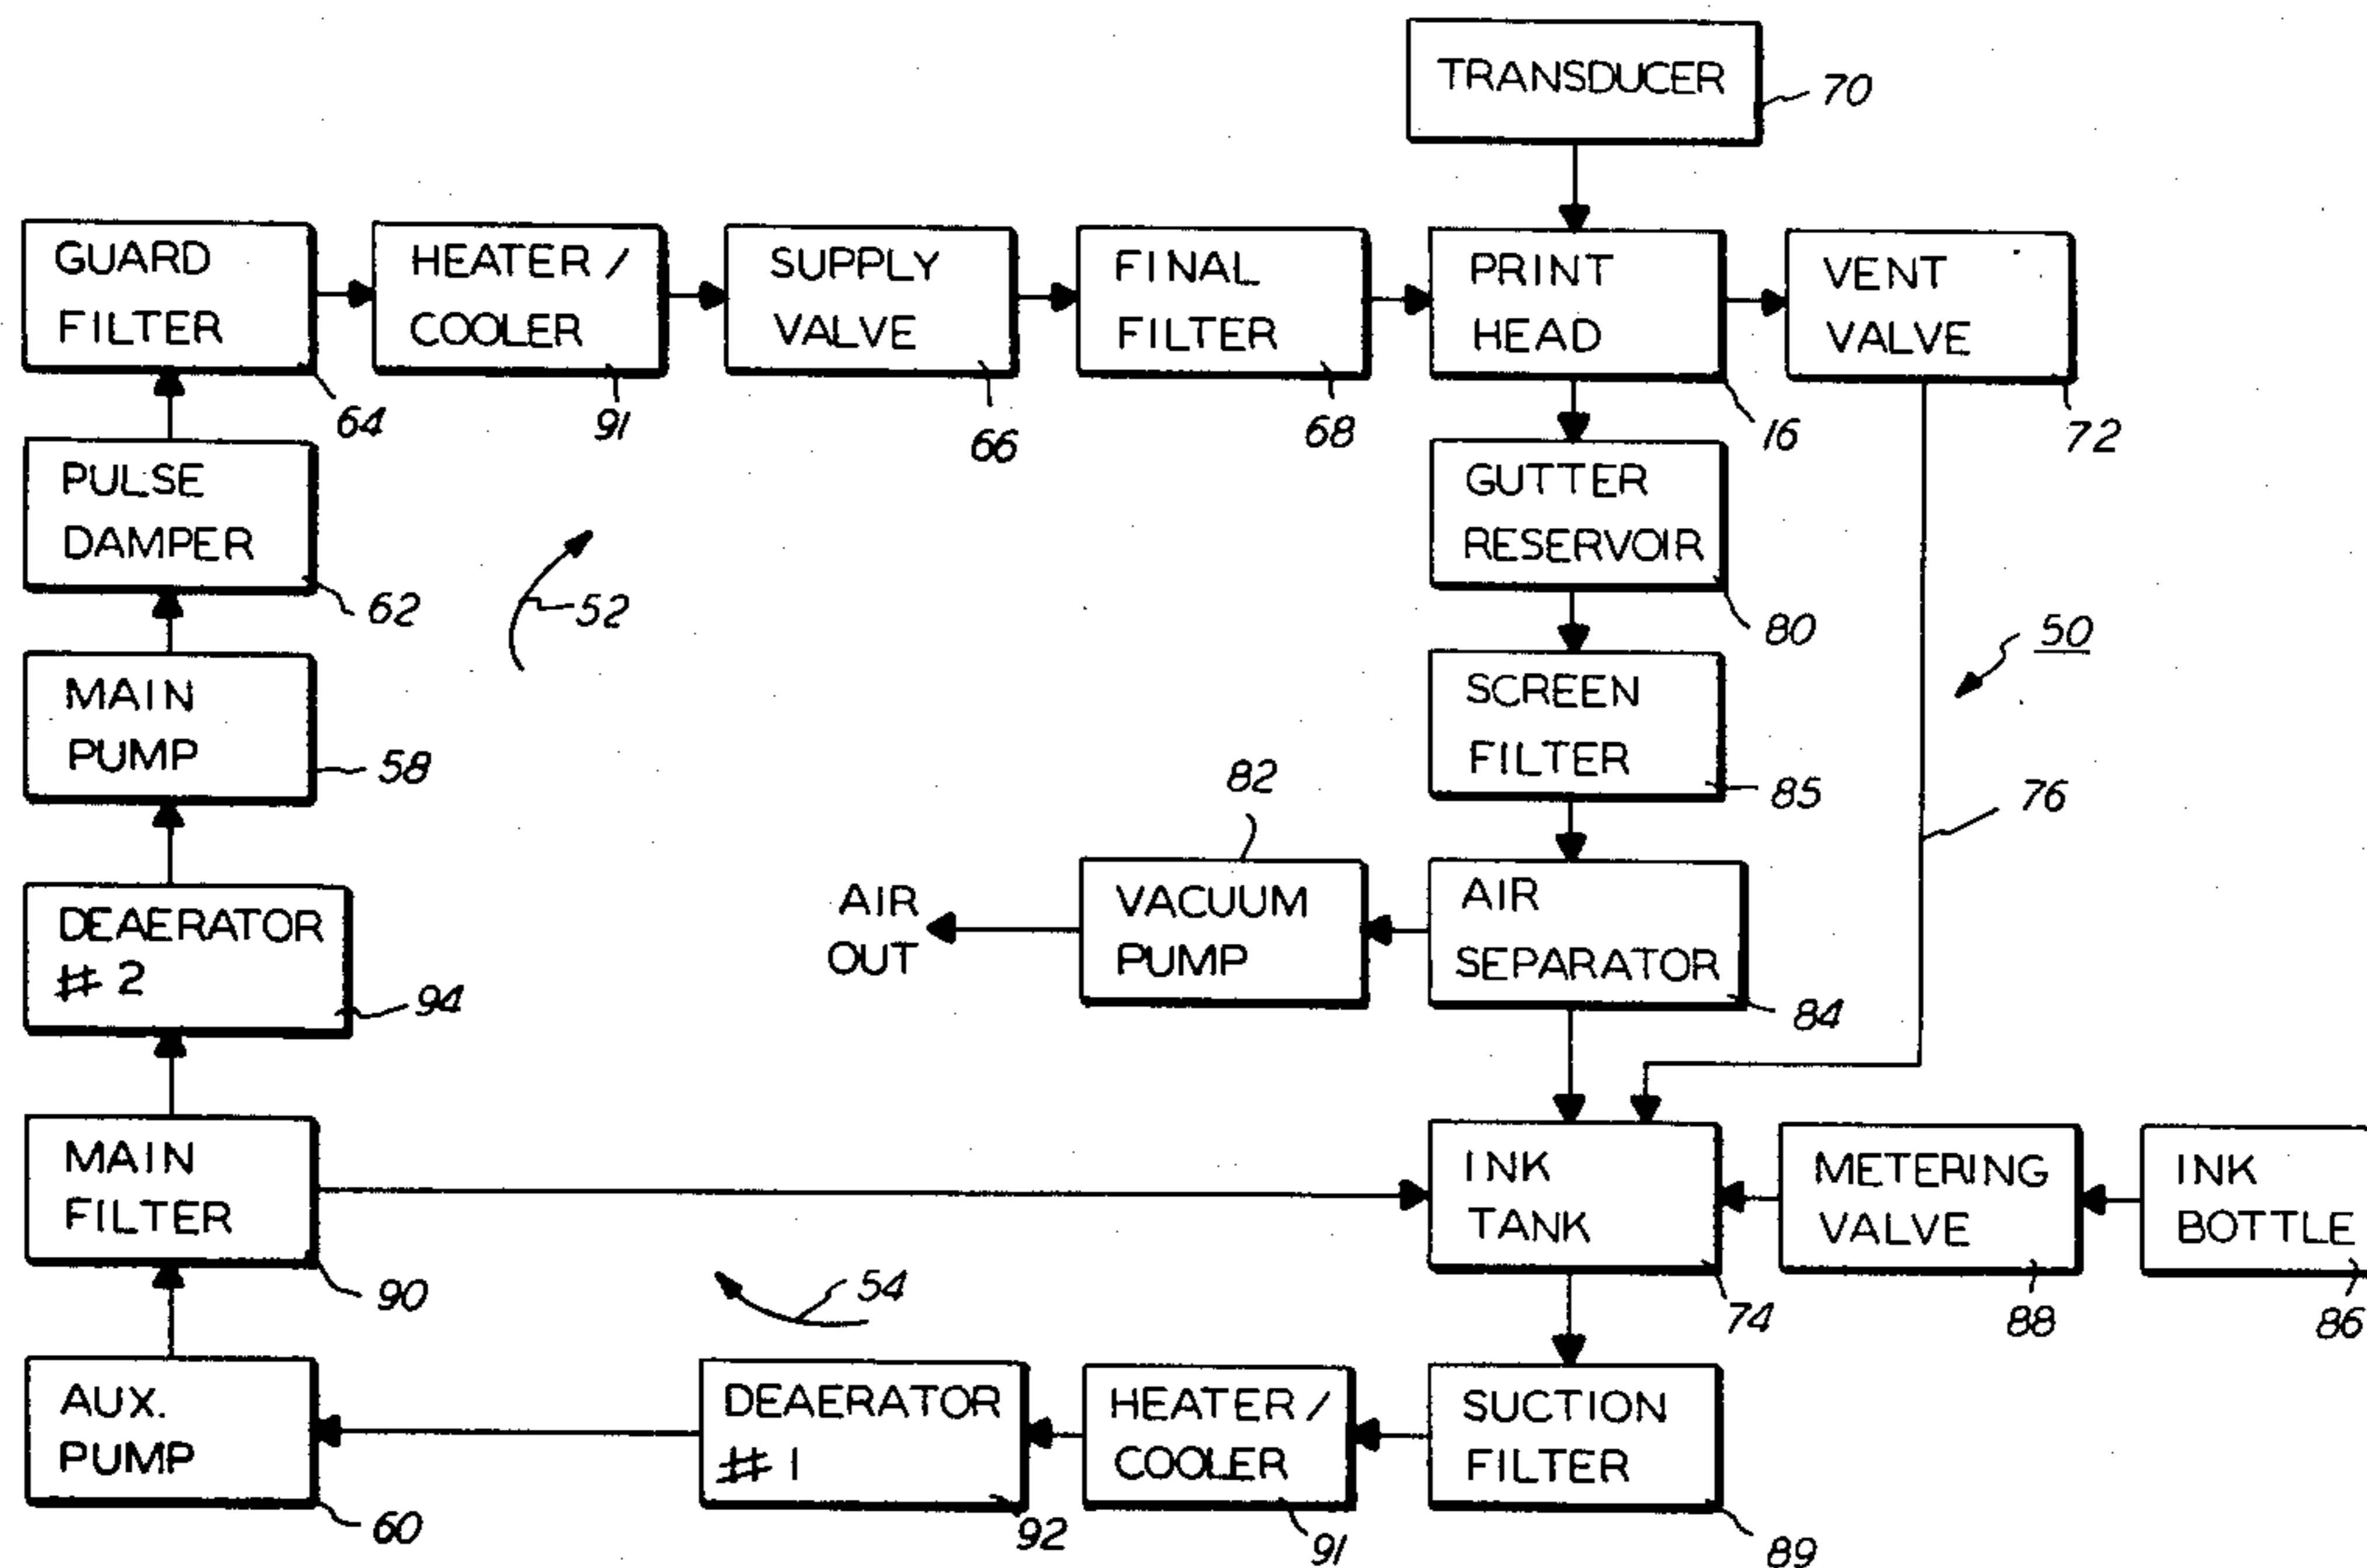 TRANSDUCER
70
GUARD
FILTER
64
HEATER /
COOLER
91
SUPPLY
VALVE
66
FINAL
FILTER
68
PRINT
HEAD
16
VENT
VALVE
72
PULSE
DAMPER
62
52
GUTTER
RESERVOIR
80
50
MAIN
PUMP
58
SCREEN
FILTER
85
76
82
DEAERATOR
# 2
94
AIR
OUT
VACUUM
PUMP
AIR
SEPARATOR
84
MAIN
FILTER
90
INK
TANK
74
METERING
VALVE
88
INK
BOTTLE
86
54
AUX.
PUMP
60
DEAERATOR
# 1
92
HEATER /
COOLER
91
SUCTION
FILTER
89